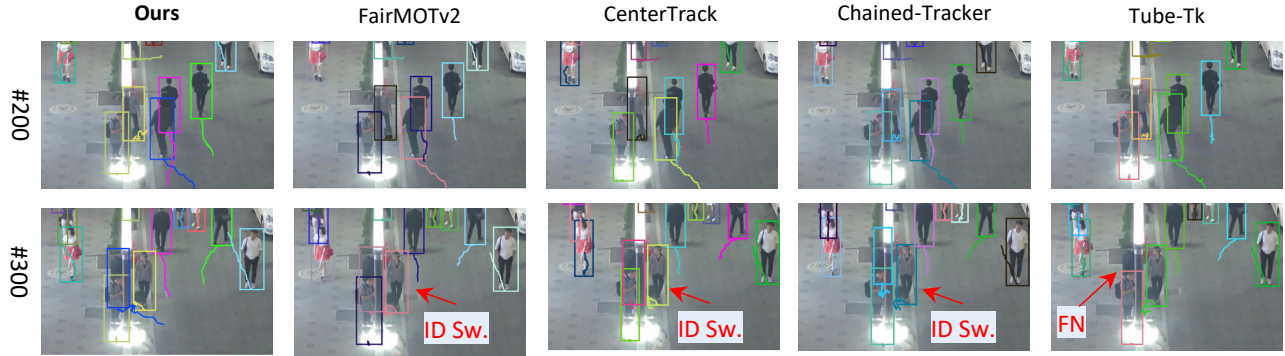 Ours FairMOTv2 CenterTrack Chained-Tracker Tube-Tk
#200
#300
ID Sw. ID Sw. ID Sw. FN